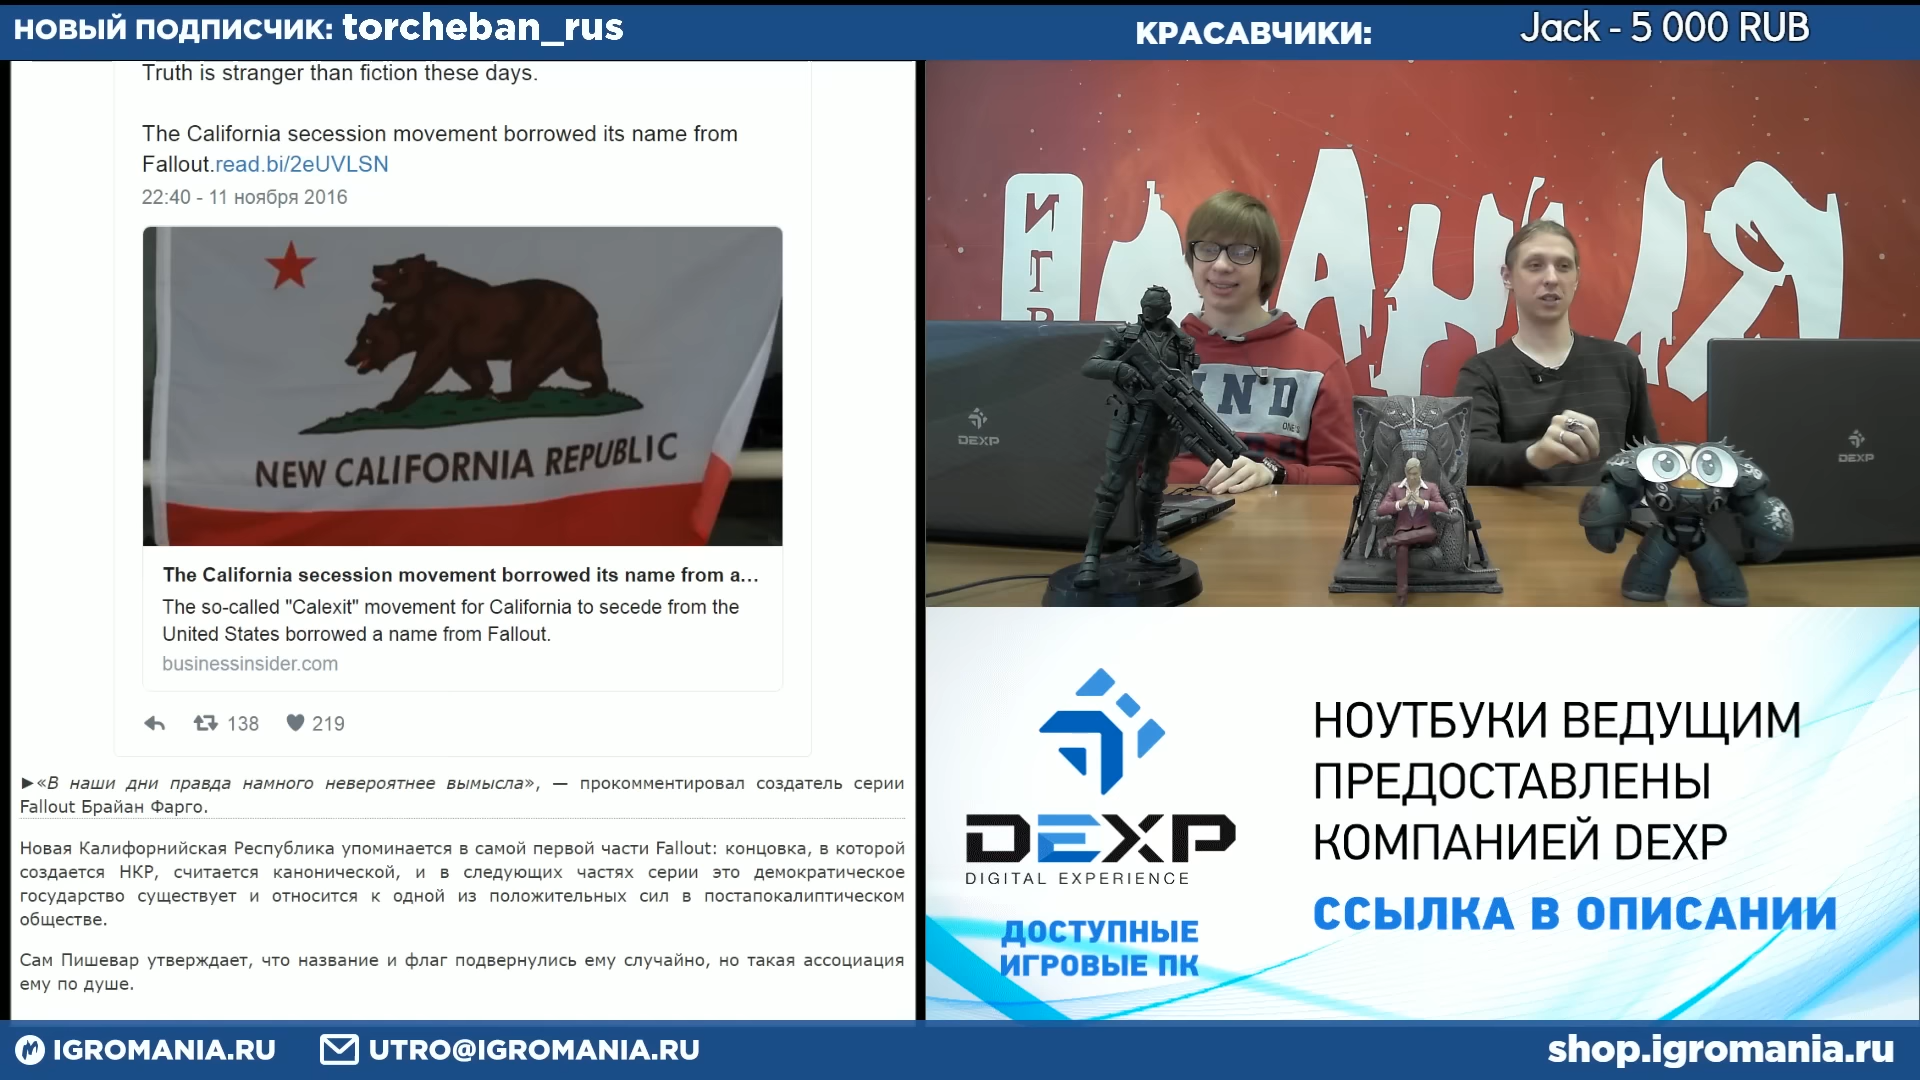 НОВЫЙ ПОДПИСЧИК: torcheban_rus
КРАСАВЧИКИ:
Jack - 5 000 RUB
Truth is stranger than fiction these days.
The California secession movement borrowed its name from
Fallout.read.bi/2eUVLSN
22:40 - 11 ноября 2016
NEW CALIFORNIA REPUBLIC
The California secession movement borrowed its name from a…
The so-called "Calexit" movement for California to secede from the
United States borrowed a name from Fallout.
businessinsider.com
138 219
►«В наши дни правда намного невероятнее вымысла», — прокомментировал создатель серии
Fallout Брайан Фарго.
Новая Калифорнийская Республика упоминается в самой первой части Fallout: концовка, в которой
создается НКР, считается канонической, и в следующих частях серии это демократическое
государство существует и относится к одной из положительных сил в постапокалиптическом
обществе.
Сам Пишевар утверждает, что название и флаг подвернулись ему случайно, но такая ассоциация
ему по душе.
DEXP
DEXP
DEXP
DIGITAL EXPERIENCE
ДОСТУПНЫЕ
ИГРОВЫЕ ПК
НОУТБУКИ ВЕДУЩИМ
ПРЕДОСТАВЛЕНЫ
КОМПАНИЕЙ DEXP
ССЫЛКА В ОПИСАНИИ
IGROMANIA.RU
UTRO@IGROMANIA.RU
shop.igromania.ru